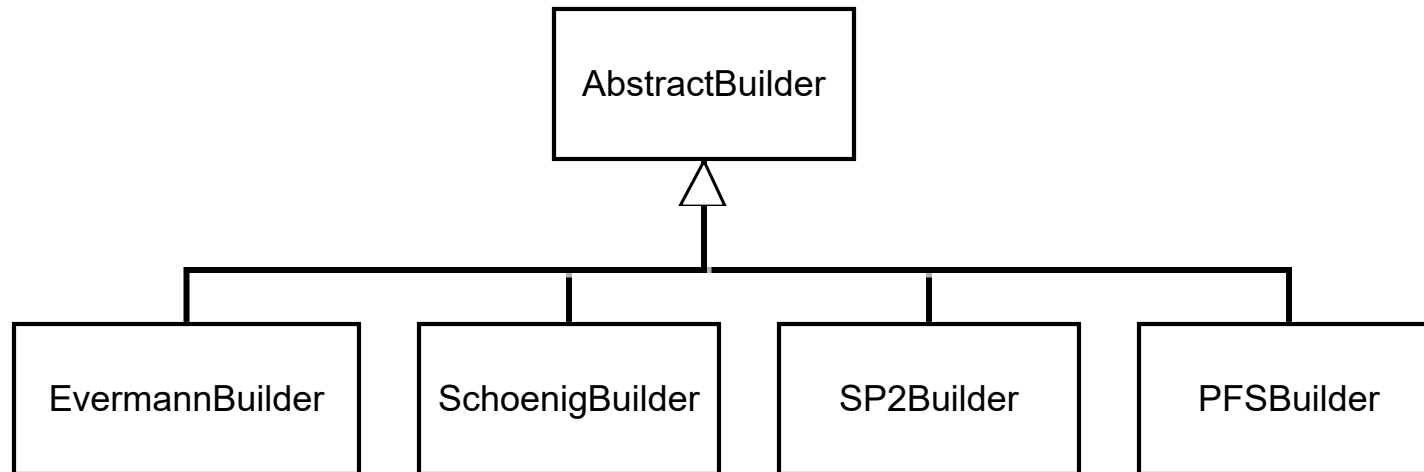 AbstractBuilder
EvermannBuilder
SchoenigBuilder
SP2Builder
PFSBuilder